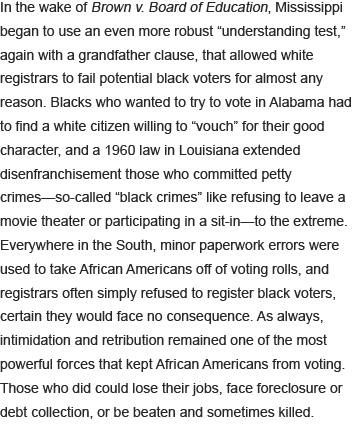 In the wake of Brown v. Board of Education, Mississippi
began to use an even more robust “understanding test,”
again with a grandfather clause, that allowed white
registrars to fail potential black voters for almost any
reason. Blacks who wanted to try to vote in Alabama had
to find a white citizen willing to “vouch” for their good
character, and a 1960 law in Louisiana extended
disenfranchisement those who committed petty
crimes—so-called “black crimes” like refusing to leave a
movie theater or participating in a sit-in—to the extreme.
Everywhere in the South, minor paperwork errors were
used to take African Americans off of voting rolls, and
registrars often simply refused to register black voters,
certain they would face no consequence. As always,
intimidation and retribution remained one of the most
powerful forces that kept African Americans from voting.
Those who did could lose their jobs, face foreclosure or
debt collection, or be beaten and sometimes killed.